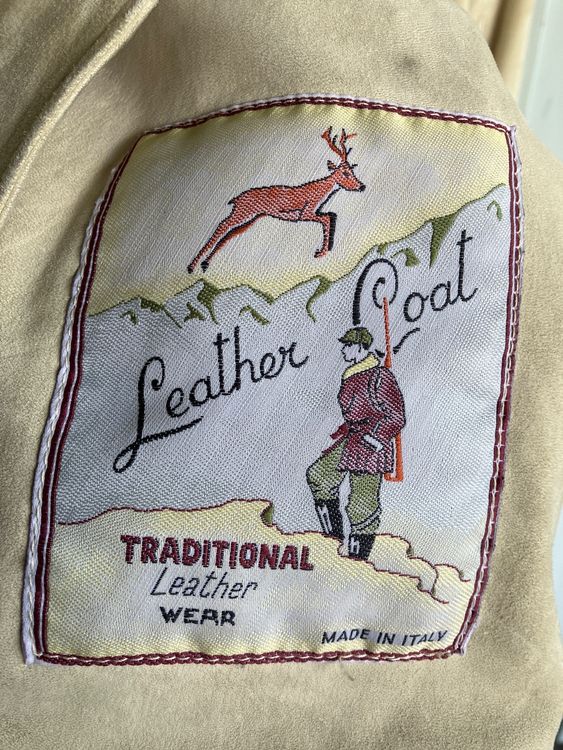 Leather Coat
TRADITIONAL
Leather
WEAR
MADE IN ITALY